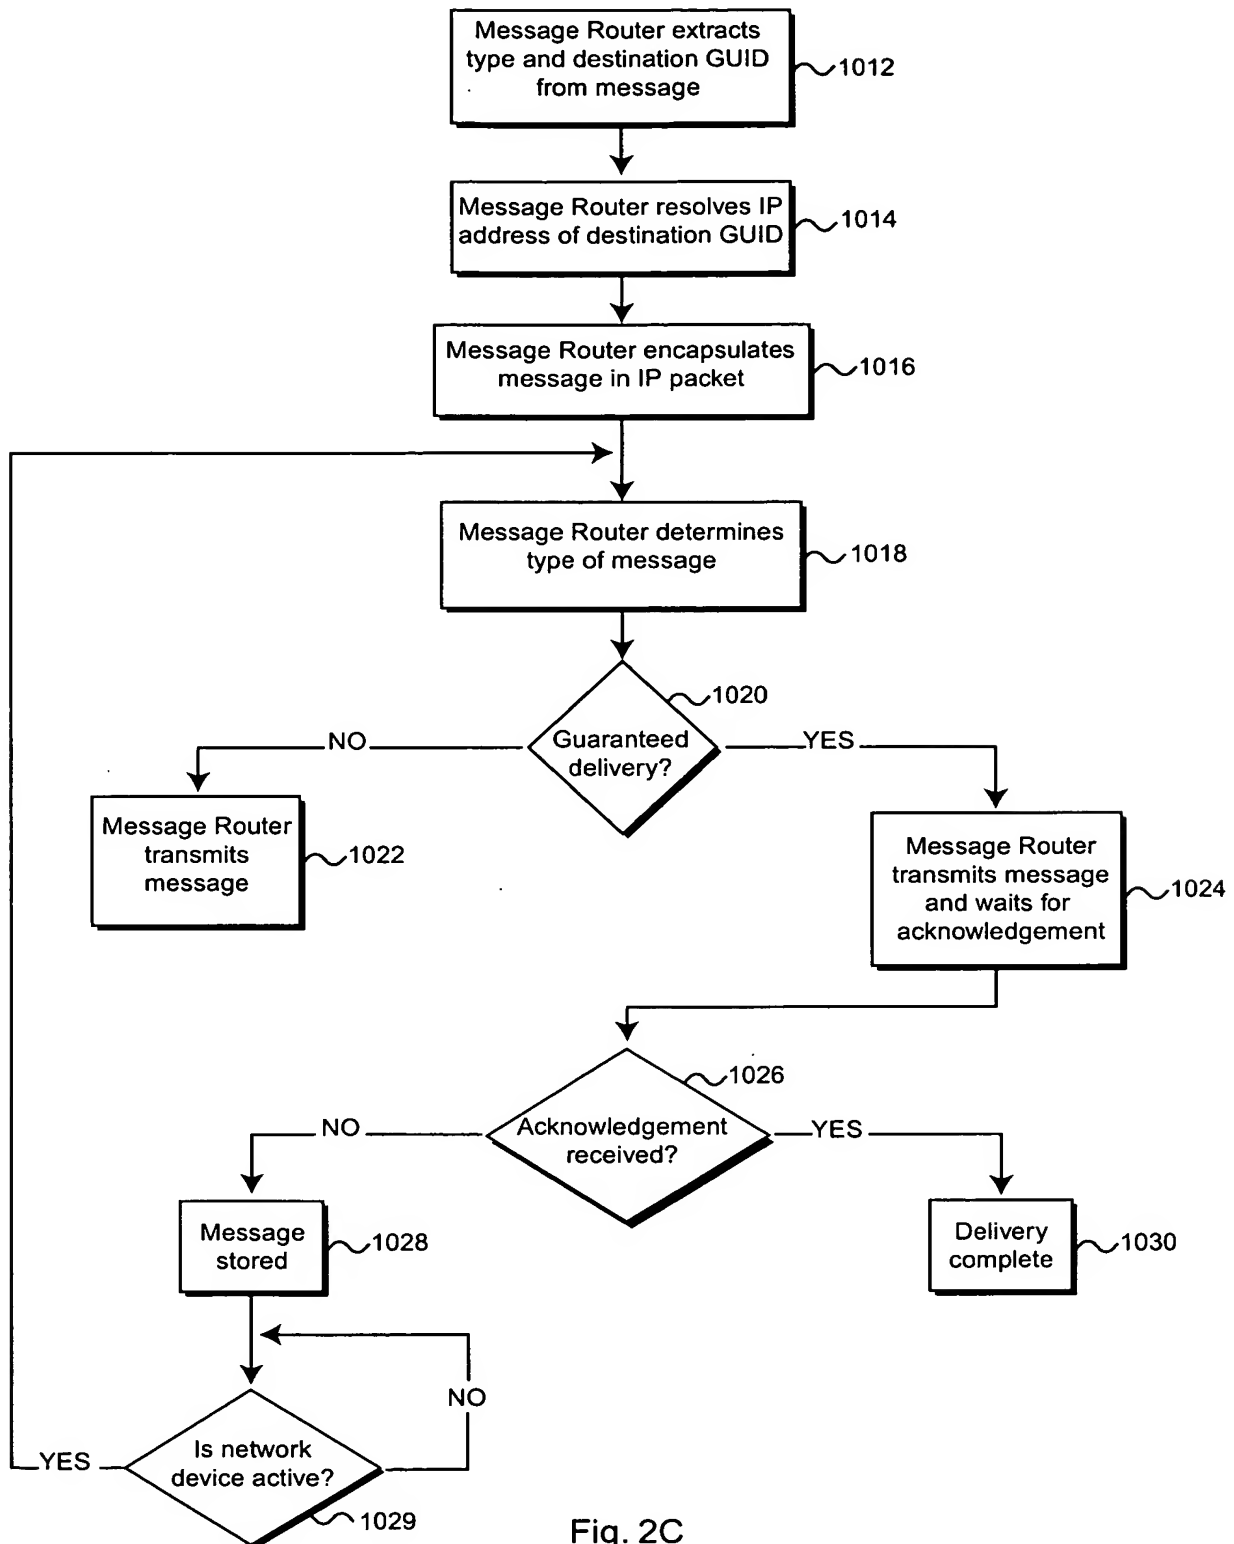 Message Router extracts
type and destination GUID
from message
1012
Message Router resolves IP
address of destination GUID
1014
Message Router encapsulates
message in IP packet
1016
Message Router determines
type of message
1018
1020
Guaranteed
delivery?
NO
YES
Message Router
transmits
message
1022
Message Router
transmits message
and waits for
acknowledgement
1024
1026
Acknowledgement
received?
NO
YES
Message
stored
1028
Delivery
complete
1030
NO
Is network
device active?
YES
1029
Fig. 2C